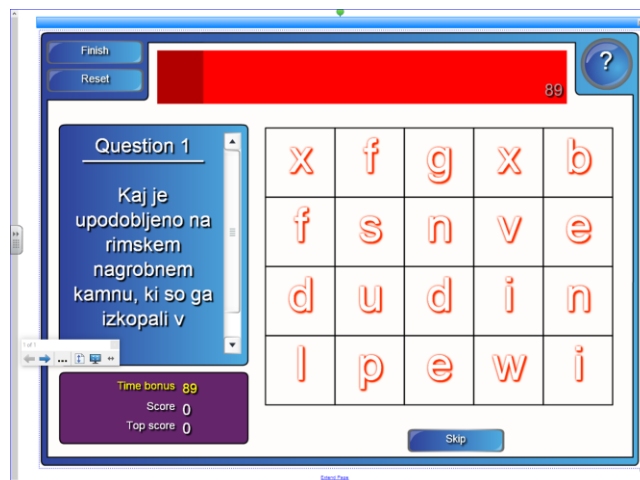 Finish
Reset
89
?
Question 1
Kaj je
upodobljeno na
rimskem
nagrobnem
kamnu, ki so ga
izkopali v
x f g x b
f s n v e
d u d i n
l p e w i
1 of 1
Time bonus 89
Score 0
Top score 0
Skip
Extend Page